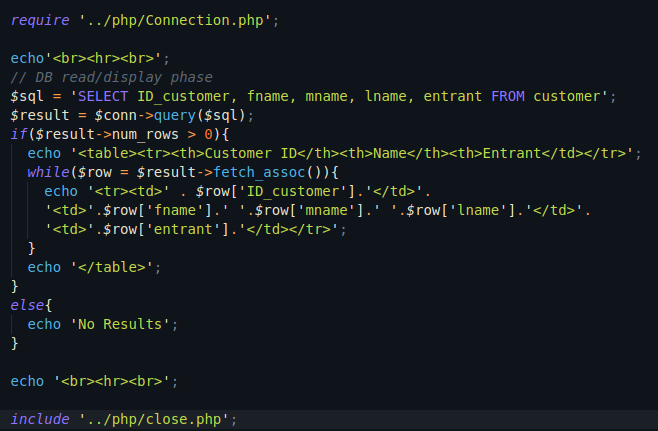 require '../php/Connection.php';
echo'<br><hr><br>';
// DB read/display phase
$sql = 'SELECT ID_customer, fname, mname, lname, entrant FROM customer';
$result = $conn->query($sql);
if($result->num_rows > 0){
echo '<table><tr><th>Customer ID</th><th>Name</th><th>Entrant</td></tr>';
while($row = $result->fetch_assoc()){
echo '<tr><td>' . $row['ID_customer'].'</td>'.
'<td>'.$row['fname'].' '.$row['mname'].' '.$row['lname'].'</td>'.
'<td>'.$row['entrant'].'</td></tr>';
}
echo '</table>';
}
else{
echo 'No Results';
}
echo '<br><hr><br>';
include '../php/close.php';